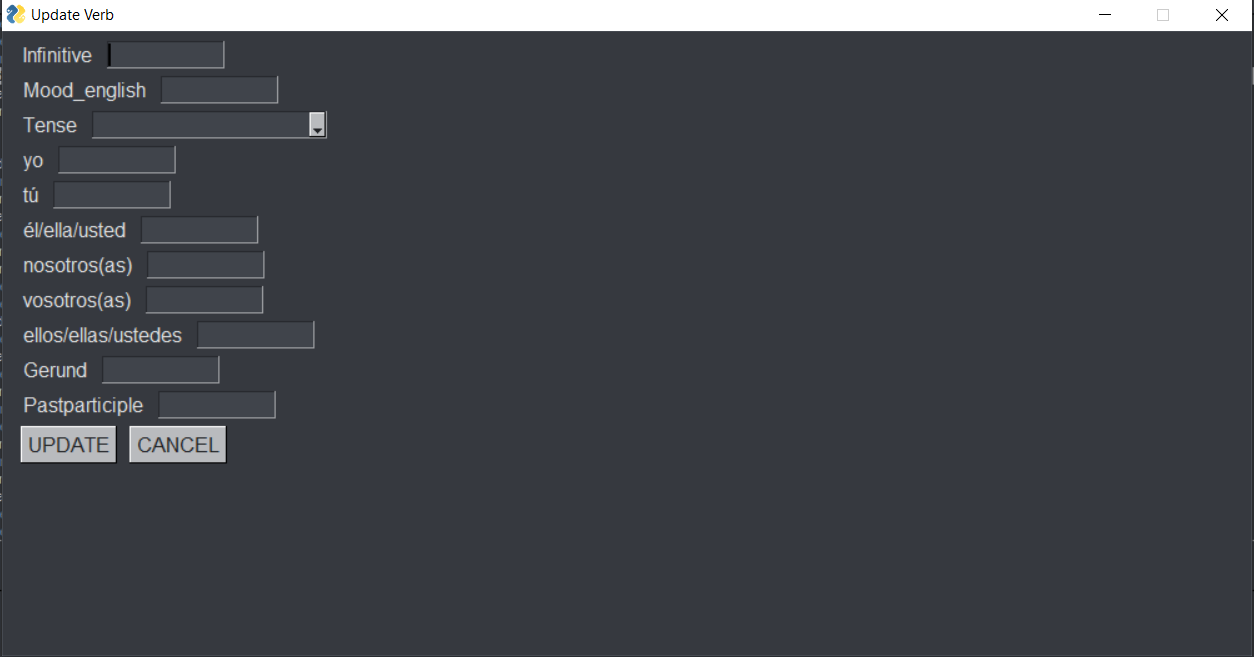 Update Verb
Infinitive
Mood_english
Tense
yo
tú
él/ella/usted
nosotros(as)
vosotros(as)
ellos/ellas/ustedes
Gerund
Pastparticiple
UPDATE CANCEL